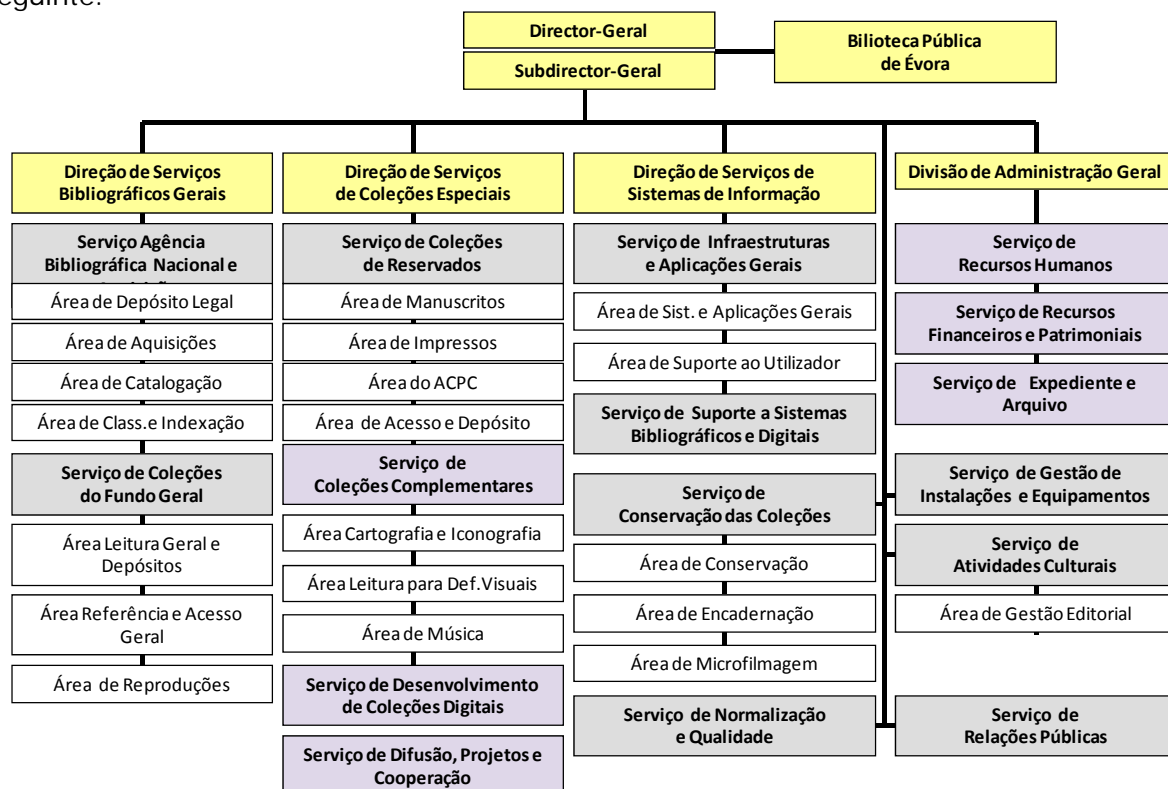 eguinte:
Director-Geral
Subdirector-Geral
Bilioteca Pública
de Évora
Direção de Serviços
Bibliográficos Gerais
Serviço Agência
Bibliográfica Nacional e
Área de Depósito Legal
Área de Aquisições
Área de Catalogação
Área de Class.e Indexação
Serviço de Coleções
do Fundo Geral
Área Leitura Geral e
Depósitos
Área Referência e Acesso
Geral
Área de Reproduções
Direção de Serviços
de Coleções Especiais
Serviço de Coleções
de Reservados
Área de Manuscritos
Área de Impressos
Área do ACPC
Área de Acesso e Depósito
Serviço de
Coleções Complementares
Área Cartografia e Iconografia
Área Leitura para Def.Visuais
Área de Música
Serviço de Desenvolvimento
de Coleções Digitais
Serviço de Difusão, Projetos e
Cooperação
Direção de Serviços de
Sistemas de Informação
Serviço de Infraestruturas
e Aplicações Gerais
Área de Sist. e Aplicações Gerais
Área de Suporte ao Utilizador
Serviço de Suporte a Sistemas
Bibliográficos e Digitais
Serviço de
Conservação das Coleções
Área de Conservação
Área de Encadernação
Área de Microfilmagem
Serviço de Normalização
e Qualidade
Divisão de Administração Geral
Serviço de
Recursos Humanos
Serviço de Recursos
Financeiros e Patrimoniais
Serviço de Expediente e
Arquivo
Serviço de Gestão de
Instalações e Equipamentos
Serviço de
Atividades Culturais
Área de Gestão Editorial
Serviço de
Relações Públicas